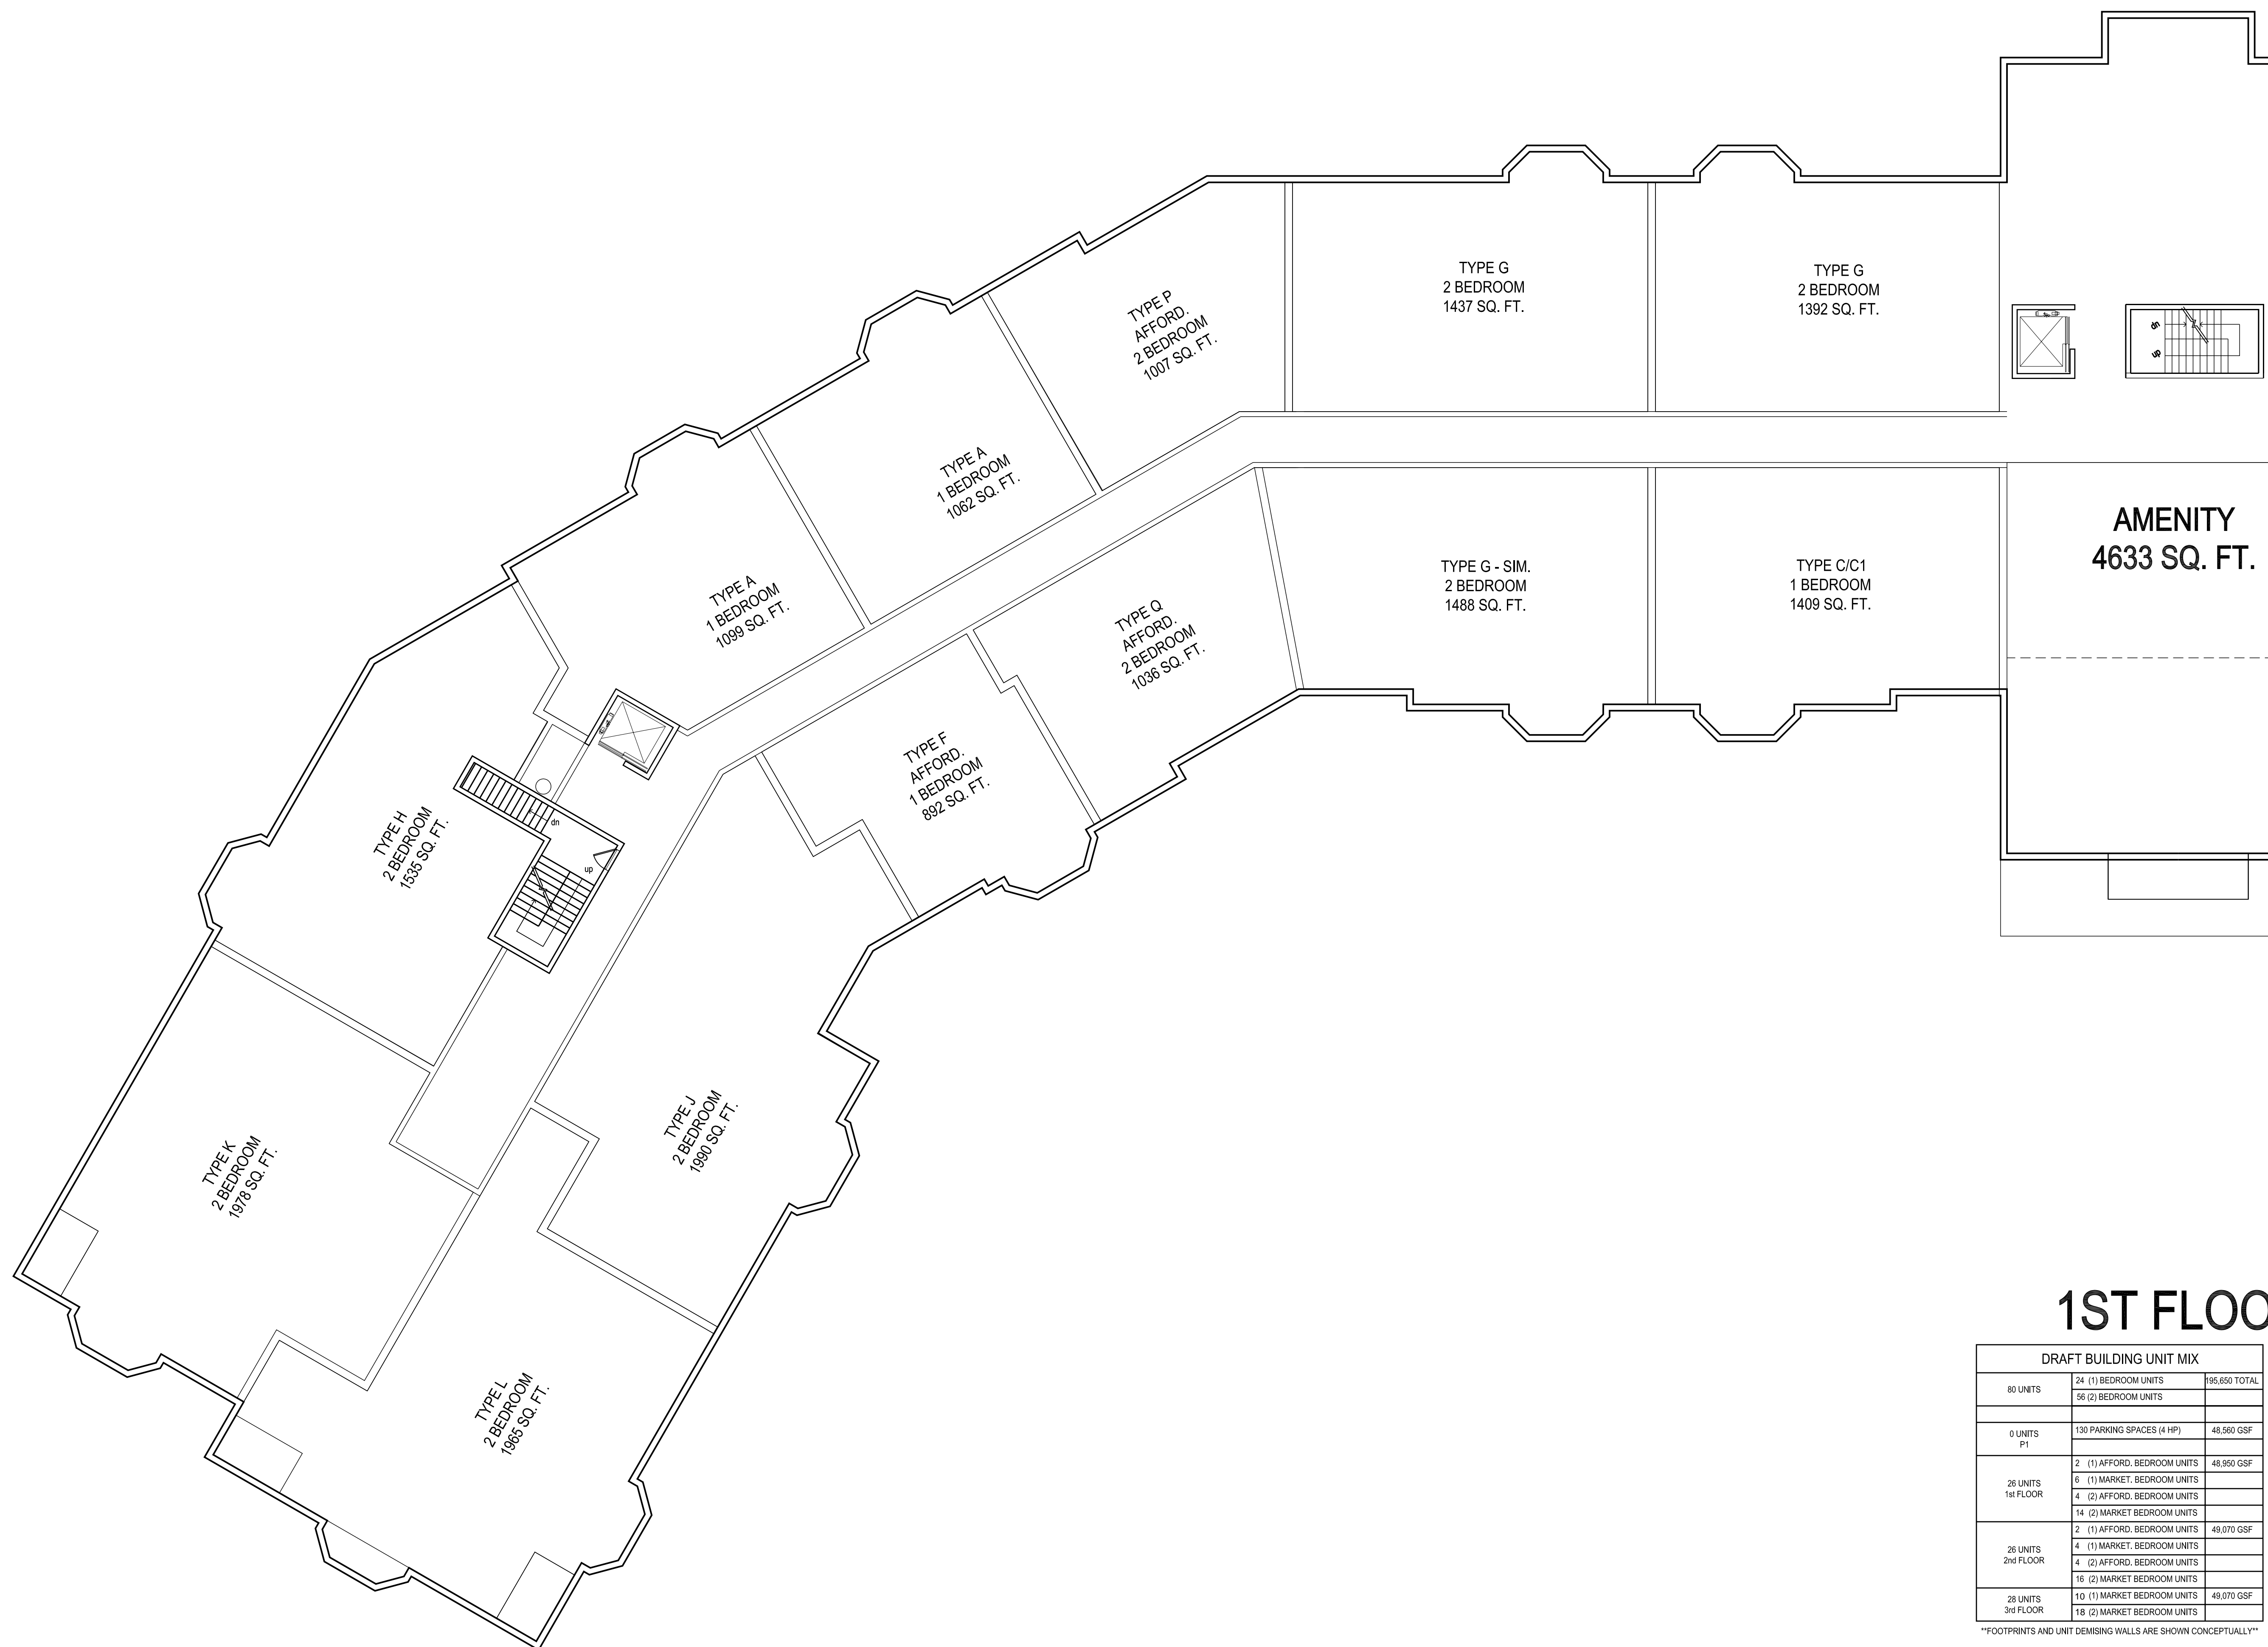 TYPE P
AFFORD.
2 BEDROOM
1007 SQ. FT.
TYPE G
2 BEDROOM
1437 SQ. FT.
TYPE G
2 BEDROOM
1392 SQ. FT.
dn
up
TYPE A
1 BEDROOM
1062 SQ. FT.
TYPE A
1 BEDROOM
1099 SQ. FT.
TYPE Q
AFFORD.
2 BEDROOM
1036 SQ. FT.
TYPE G - SIM.
2 BEDROOM
1488 SQ. FT.
TYPE C/C1
1 BEDROOM
1409 SQ. FT.
AMENITY
4633 SQ. FT.
TYPE F
AFFORD.
1 BEDROOM
892 SQ. FT.
TYPE H
2 BEDROOM
1535 SQ. FT.
dn
up
TYPE J
2 BEDROOM
1990 SQ. FT.
TYPE K
2 BEDROOM
1978 SQ. FT.
TYPE L
2 BEDROOM
1965 SQ. FT.
1ST FLOO
DRAFT BUILDING UNIT MIX
80 UNITS
24 (1) BEDROOM UNITS 195,650 TOTAL
56 (2) BEDROOM UNITS
0 UNITS
P1
130 PARKING SPACES (4 HP) 48,560 GSF
26 UNITS
1st FLOOR
2 (1) AFFORD. BEDROOM UNITS 48,950 GSF
6 (1) MARKET. BEDROOM UNITS
4 (2) AFFORD. BEDROOM UNITS
14 (2) MARKET BEDROOM UNITS
26 UNITS
2nd FLOOR
2 (1) AFFORD. BEDROOM UNITS 49,070 GSF
4 (1) MARKET. BEDROOM UNITS
4 (2) AFFORD. BEDROOM UNITS
16 (2) MARKET BEDROOM UNITS
28 UNITS
3rd FLOOR
10 (1) MARKET BEDROOM UNITS 49,070 GSF
18 (2) MARKET BEDROOM UNITS
**FOOTPRINTS AND UNIT DEMISING WALLS ARE SHOWN CONCEPTUALLY**